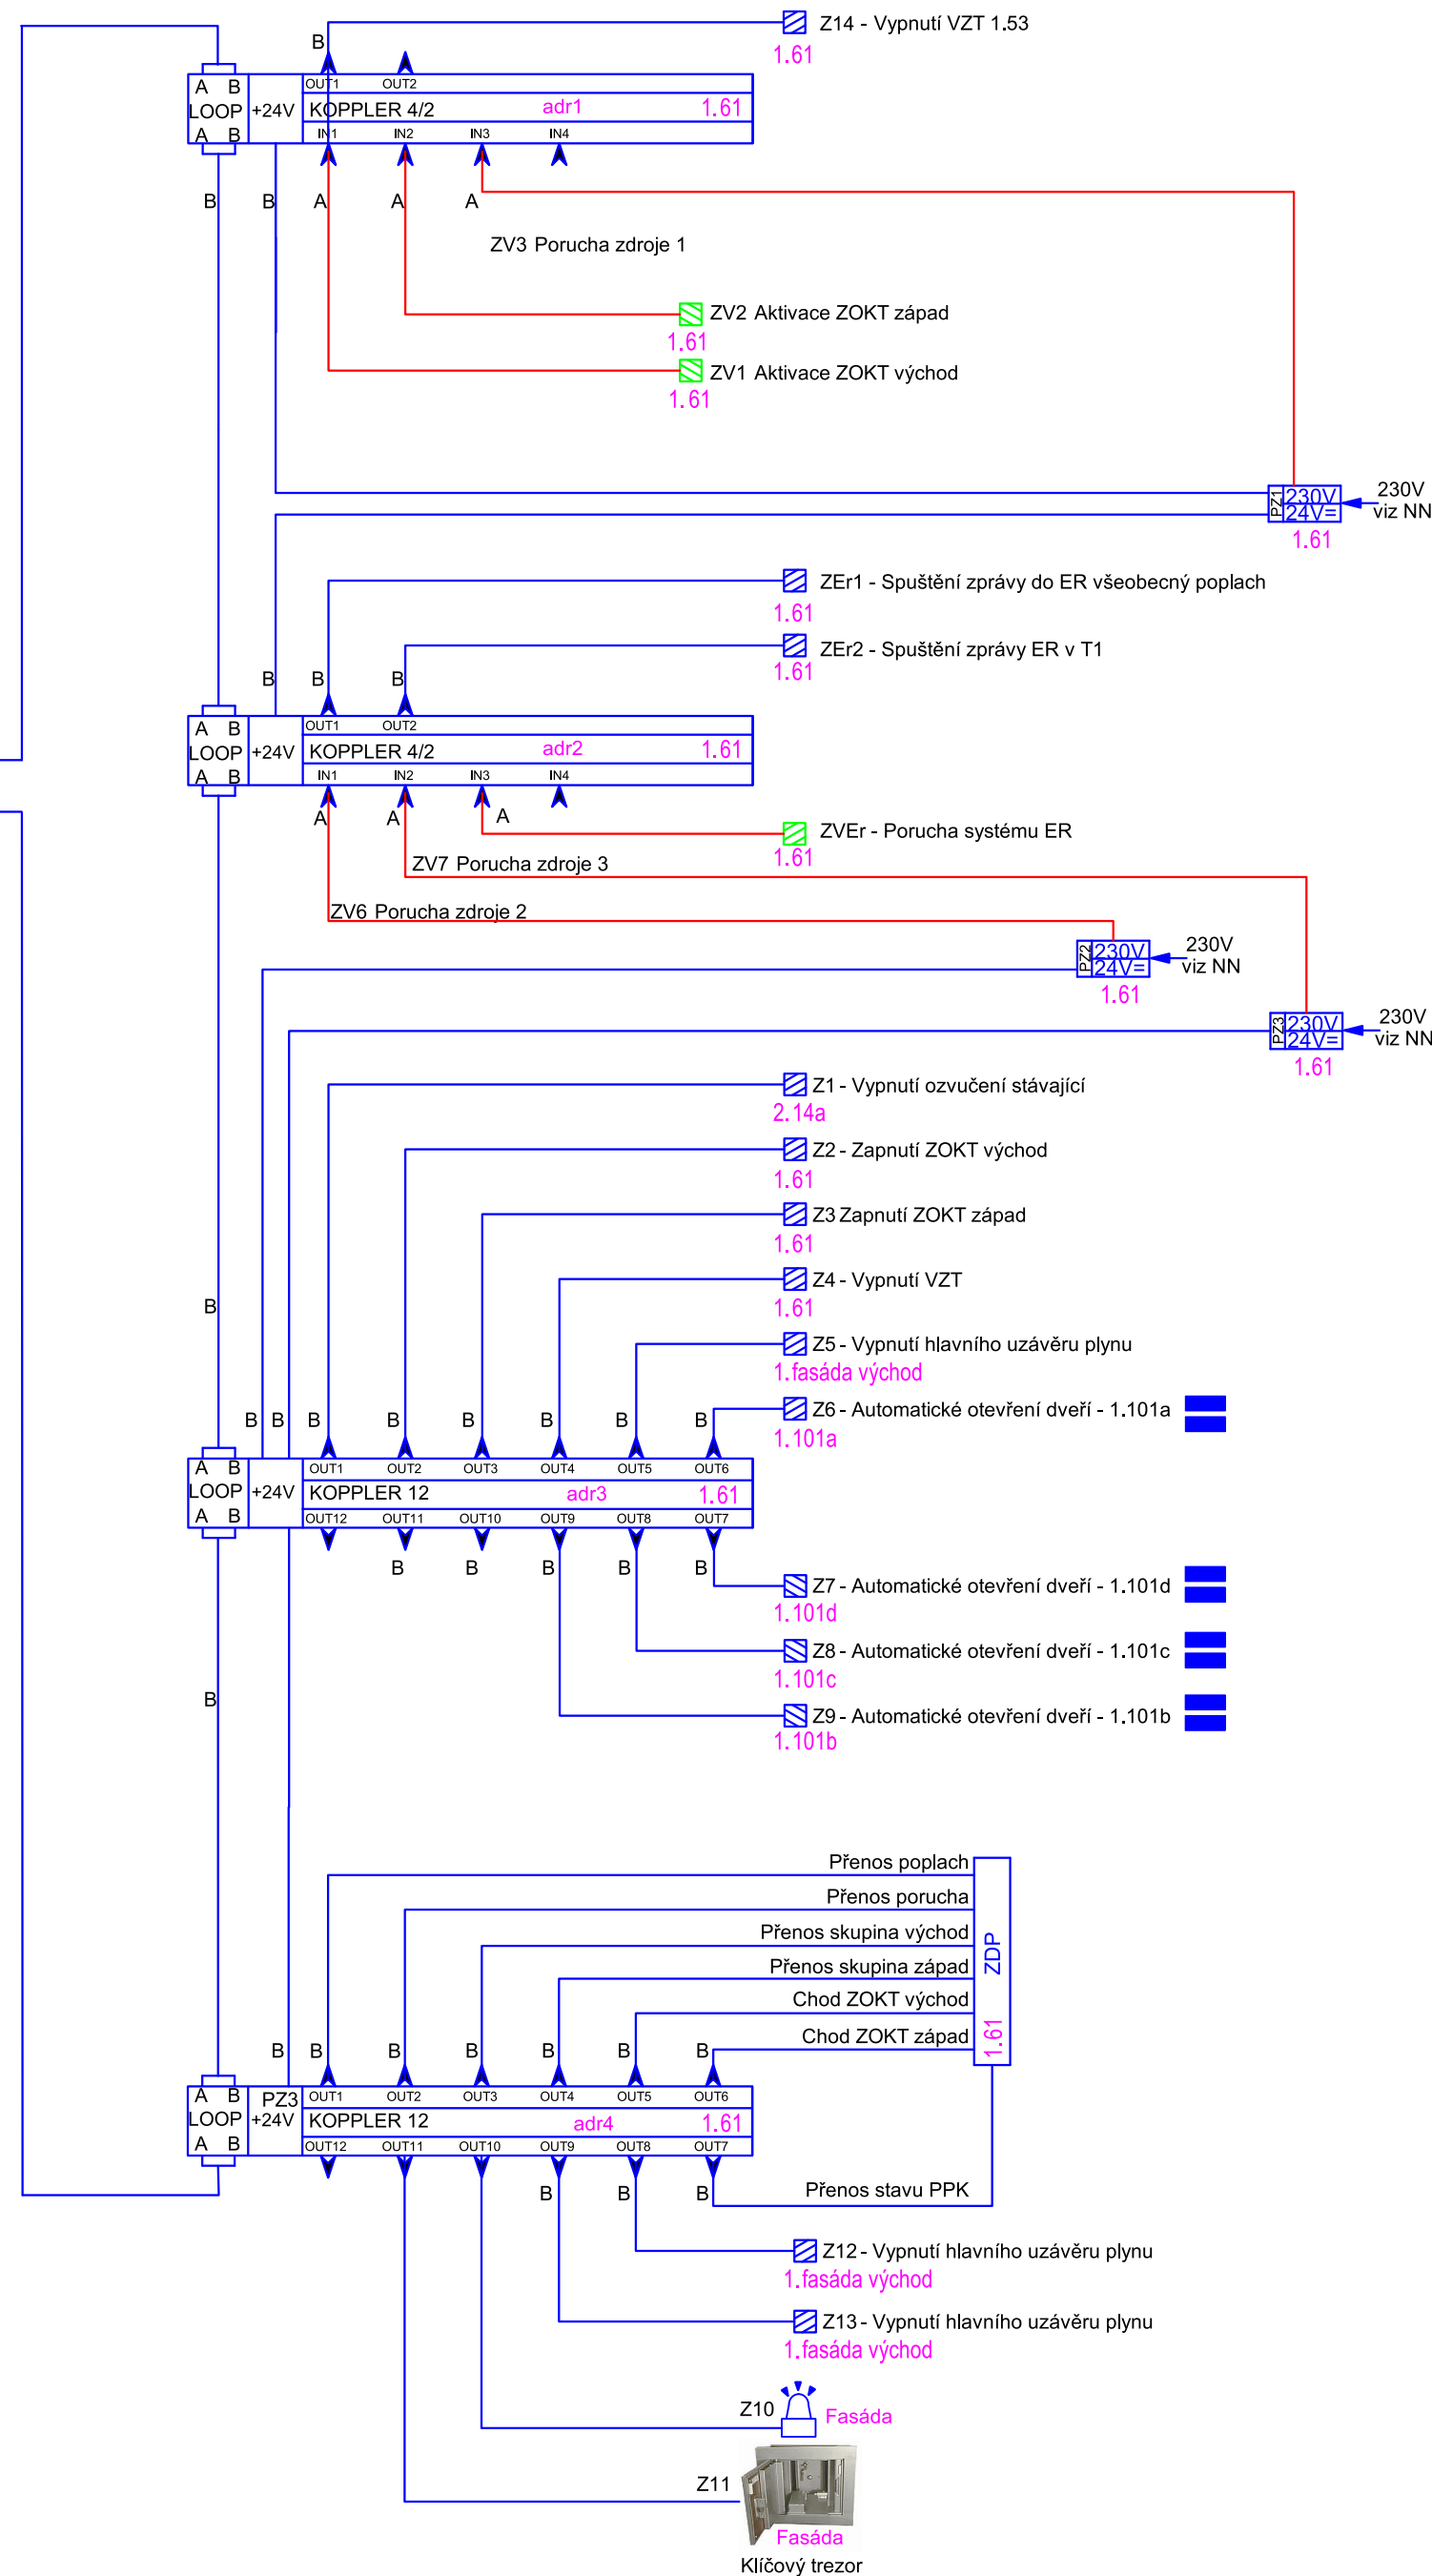 Z14 - Vypnutí VZT 1.53
1.61
B
A B
OUT1 OUT2
LOOP +24V KOPPLER 4/2 adr1 1.61
A B
IN1 IN2 IN3 IN4
B B A A A
ZV3 Porucha zdroje 1
ZV2 Aktivace ZOKT západ
1.61
ZV1 Aktivace ZOKT východ
1.61
PZ1 230V 24V=
1.61
230V
viz NN
ZEr1 - Spuštění zprávy do ER všeobecný poplach
1.61
ZEr2 - Spuštění zprávy ER v T1
1.61
B B B
A B
OUT1 OUT2
LOOP +24V KOPPLER 4/2 adr2 1.61
A B
IN1 IN2 IN3 IN4
A A A
ZVEr - Porucha systému ER
1.61
ZV7 Porucha zdroje 3
ZV6 Porucha zdroje 2
PZ2 230V 24V=
1.61
230V
viz NN
PZ3 230V 24V=
1.61
230V
viz NN
Z1 - Vypnutí ozvučení stávající
2.14a
Z2 - Zapnutí ZOKT východ
1.61
Z3 Zapnutí ZOKT západ
1.61
Z4 - Vypnutí VZT
1.61
B
Z5 - Vypnutí hlavního uzávěru plynu
1.fasáda východ
Z6 - Automatické otevření dveří - 1.101a
1.101a
B B B B B B B B
A B
OUT1 OUT2 OUT3 OUT4 OUT5 OUT6
LOOP +24V KOPPLER 12 adr3 1.61
A B
OUT12 OUT11 OUT10 OUT9 OUT8 OUT7
B B B B B
Z7 - Automatické otevření dveří - 1.101d
1.101d
Z8 - Automatické otevření dveří - 1.101c
1.101c
B
Z9 - Automatické otevření dveří - 1.101b
1.101b
Přenos poplach
Přenos porucha
Přenos skupina východ
Přenos skupina západ
Chod ZOKT východ
Chod ZOKT západ
ZDP
1.61
B B B B B B B
A B
PZ3
OUT1 OUT2 OUT3 OUT4 OUT5 OUT6
LOOP +24V KOPPLER 12 adr4 1.61
A B
OUT12 OUT11 OUT10 OUT9 OUT8 OUT7
B B B
Přenos stavu PPK
Z12 - Vypnutí hlavního uzávěru plynu
1.fasáda východ
Z13 - Vypnutí hlavního uzávěru plynu
1.fasáda východ
Z10
Fasáda
Z11
Fasáda
Klíčový trezor